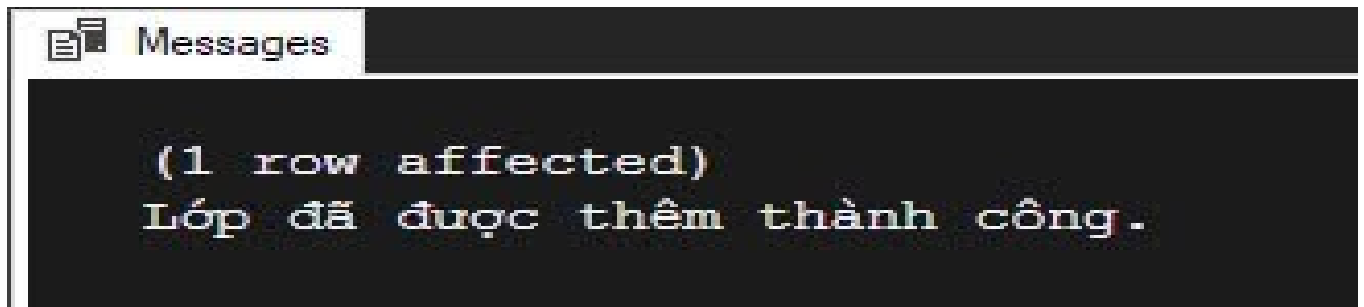 Messages
(1 row affected)
Lớp đã được thêm thành công.